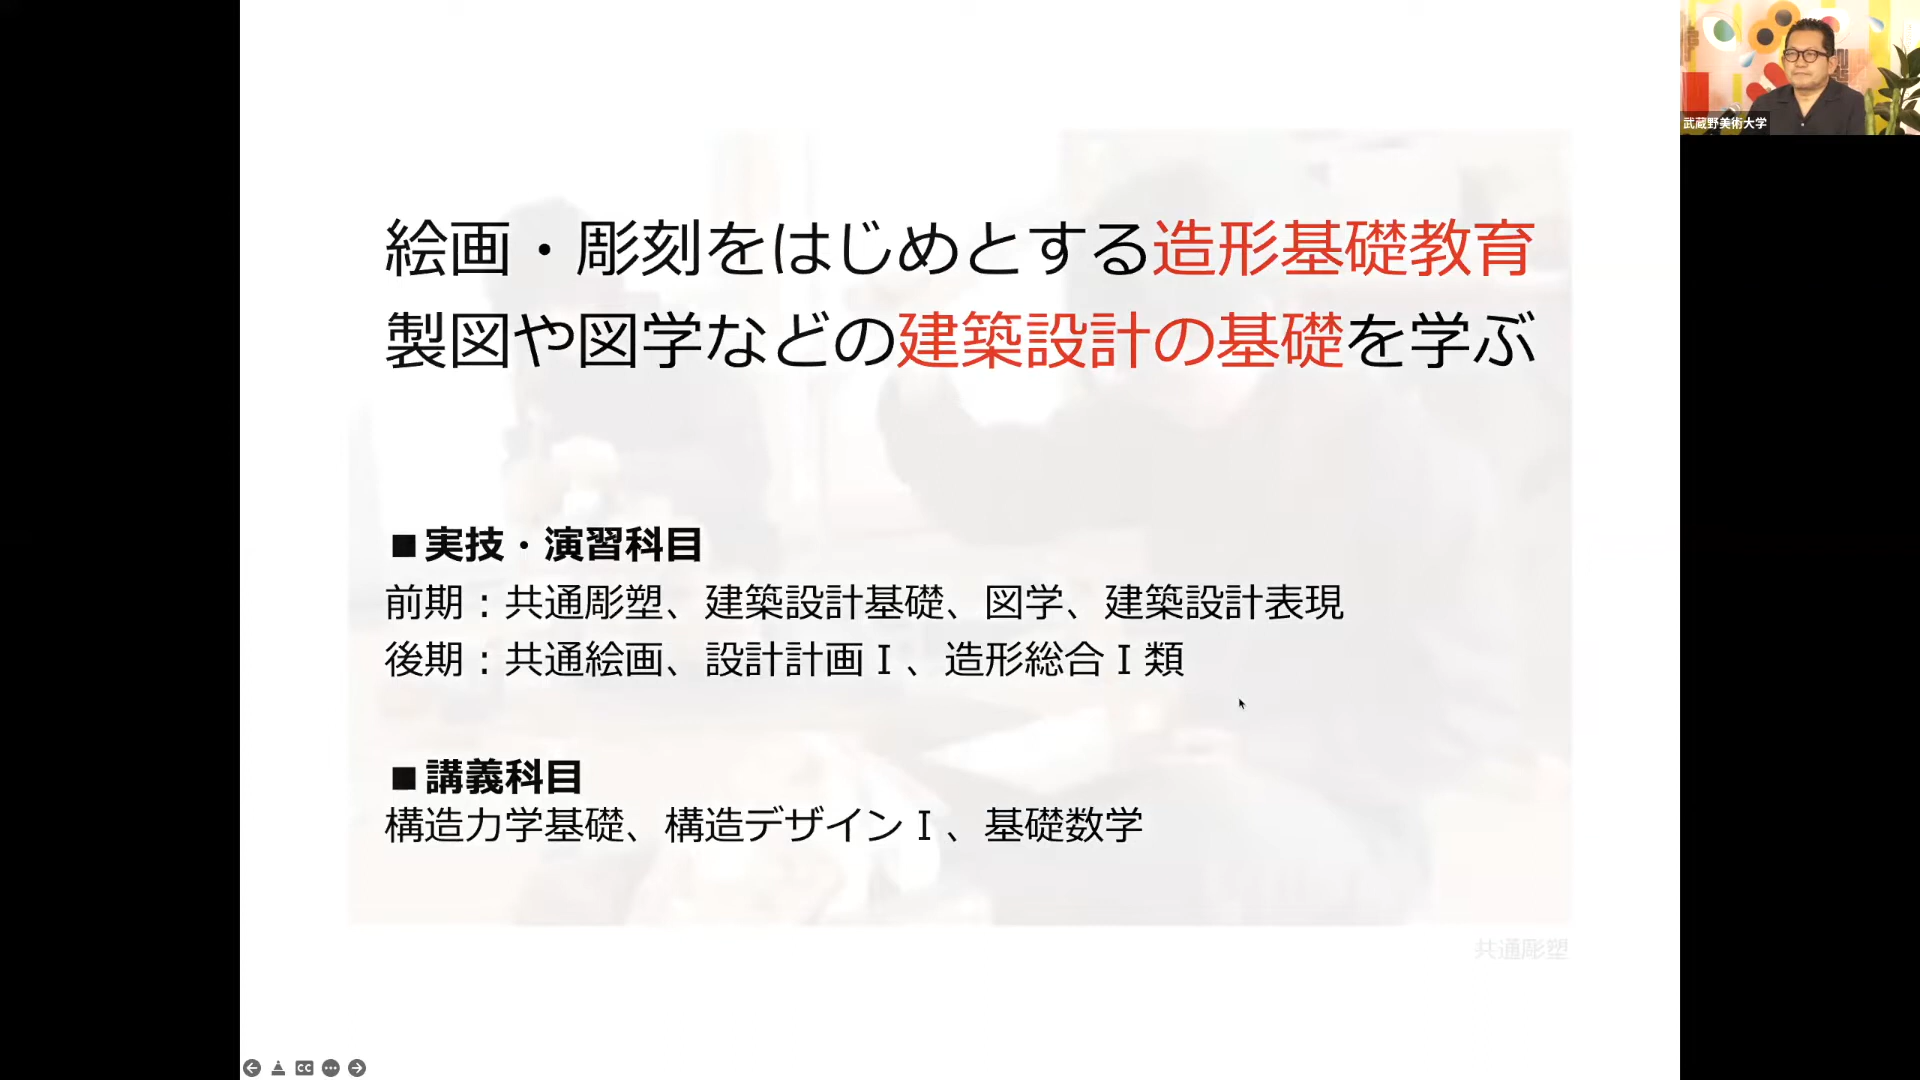 絵画・彫刻をはじめとする造形基礎教育
製図や図学などの建築設計の基礎を学ぶ
■実技・演習科目
前期：共通彫塑、建築設計基礎、図学、建築設計表現
後期：共通絵画、設計計画Ⅰ、造形総合Ⅰ類
■講義科目
構造力学基礎、構造デザインⅠ、基礎数学
共通彫塑
武蔵野美術大学
CC